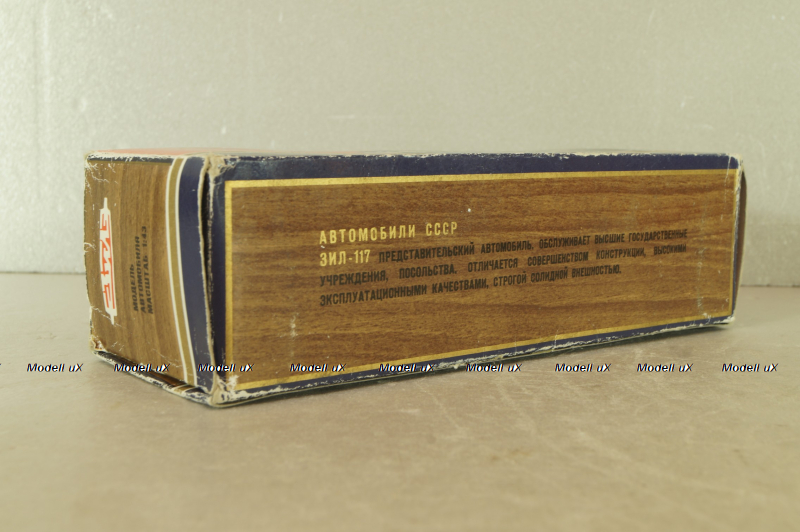 АВТОМОБИЛИ СССР
ЗИЛ-117 ПРЕДСТАВИТЕЛЬСКИЙ АВТОМОБИЛЬ, ОБСЛУЖИВАЕТ ВЫСШИЕ ГОСУДАРСТВЕННЫЕ
УЧРЕЖДЕНИЯ, ПОСОЛЬСТВА. ОТЛИЧАЕТСЯ СОВЕРШЕНСТВОМ КОНСТРУКЦИИ, ВЫСОКИМИ
ЭКСПЛУАТАЦИОННЫМИ КАЧЕСТВАМИ, СТРОГОЙ СОЛИДНОЙ ВНЕШНОСТЬЮ.
МОДЕЛЬ
АВТОМОБИЛЯ
МАСШТАБ 1:43
Modell uX Modell uX Modell uX Modell uX Modell uX Modell uX Modell uX Modell uX Modell uX